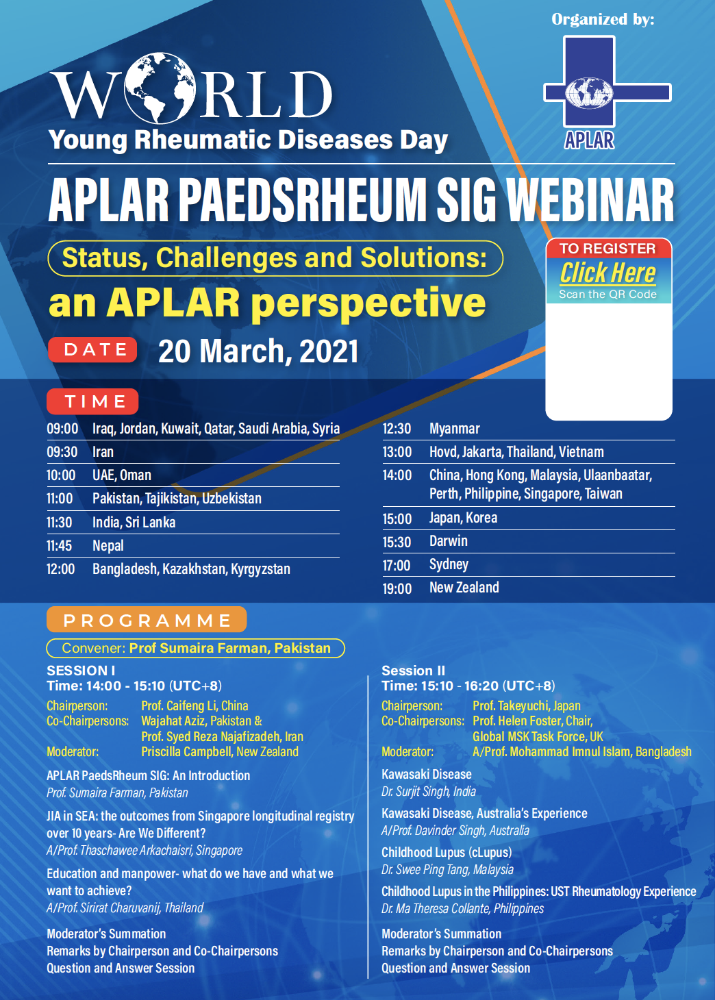 Organized by:
APLAR
WORLD
Young Rheumatic Diseases Day
APLAR PAEDSRHEUM SIG WEBINAR
Status, Challenges and Solutions:
an APLAR perspective
TO REGISTER
Click Here
Scan the QR Code
DATE 20 March, 2021
TIME
09:00 Iraq, Jordan, Kuwait, Qatar, Saudi Arabia, Syria
09:30 Iran
10:00 UAE, Oman
11:00 Pakistan, Tajikistan, Uzbekistan
11:30 India, Sri Lanka
11:45 Nepal
12:00 Bangladesh, Kazakhstan, Kyrgyzstan
12:30 Myanmar
13:00 Hovd, Jakarta, Thailand, Vietnam
14:00 China, Hong Kong, Malaysia, Ulaanbaatar,
Perth, Philippine, Singapore, Taiwan
15:00 Japan, Korea
15:30 Darwin
17:00 Sydney
19:00 New Zealand
PROGRAMME
Convener: Prof Sumaira Farman, Pakistan
SESSION I
Time: 14:00 - 15:10 (UTC+8)
Chairperson: Prof. Caifeng Li, China
Co-Chairpersons: Wajahat Aziz, Pakistan &
Prof. Syed Reza Najafizadeh, Iran
Moderator: Priscilla Campbell, New Zealand
APLAR PaedsRheum SIG: An Introduction
Prof. Sumaira Farman, Pakistan
JIA in SEA: the outcomes from Singapore longitudinal registry
over 10 years- Are We Different?
A/Prof. Thaschawee Arkachaisri, Singapore
Education and manpower- what do we have and what we
want to achieve?
A/Prof. Sirirat Charuvanij, Thailand
Moderator's Summation
Remarks by Chairperson and Co-Chairpersons
Question and Answer Session
Session II
Time: 15:10 - 16:20 (UTC+8)
Chairperson: Prof. Takeyuchi, Japan
Co-Chairpersons: Prof. Helen Foster, Chair,
Global MSK Task Force, UK
Moderator: A/Prof. Mohammad Imnul Islam, Bangladesh
Kawasaki Disease
Dr. Surjit Singh, India
Kawasaki Disease, Australia's Experience
A/Prof. Davinder Singh, Australia
Childhood Lupus (cLupus)
Dr. Swee Ping Tang, Malaysia
Childhood Lupus in the Philippines: UST Rheumatology Experience
Dr. Ma Theresa Collante, Philippines
Moderator's Summation
Remarks by Chairperson and Co-Chairpersons
Question and Answer Session